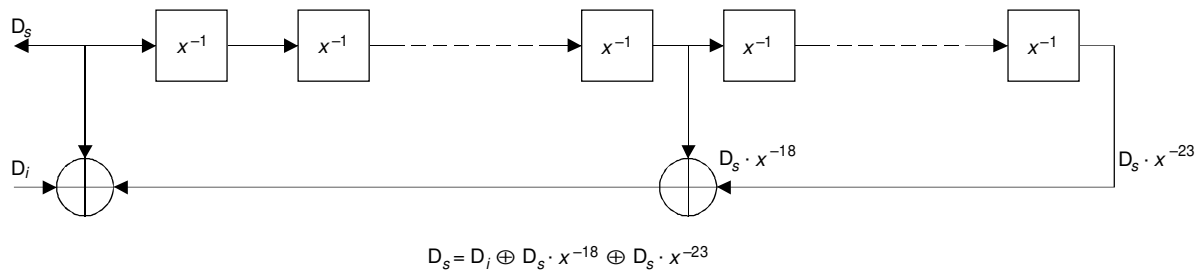 Dₛ
x⁻¹ x⁻¹ x⁻¹ x⁻¹ x⁻¹
Dᵢ
Dₛ · x⁻¹⁸
Dₛ · x⁻²³
Dₛ = Dᵢ ⊕ Dₛ · x⁻¹⁸ ⊕ Dₛ · x⁻²³